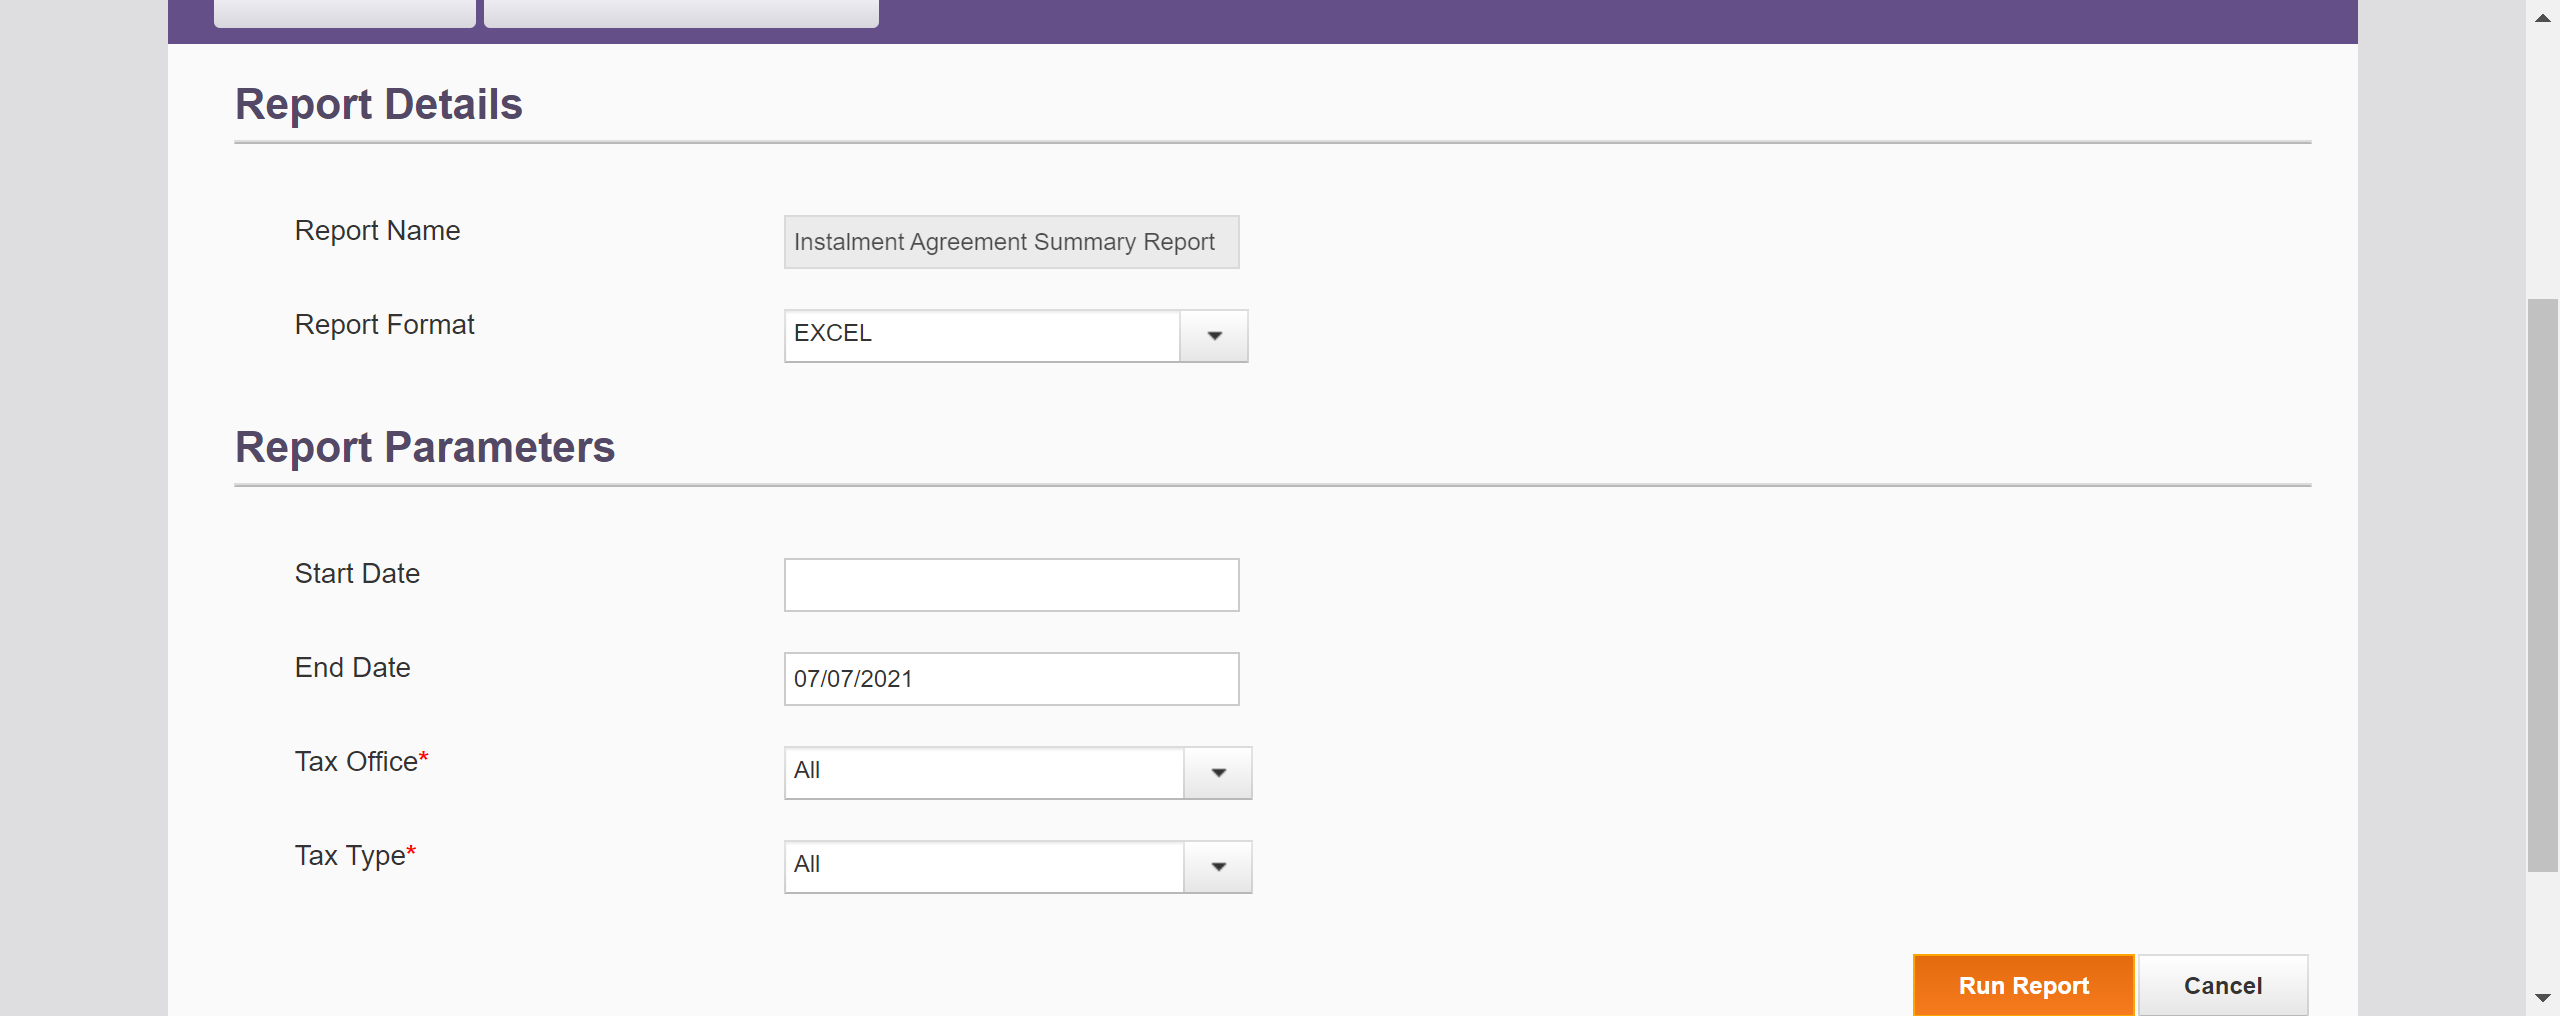 Report Details
Report Name
Instalment Agreement Summary Report
Report Format
EXCEL
Report Parameters
Start Date
End Date
07/07/2021
Tax Office*
All
Tax Type*
All
Run Report
Cancel